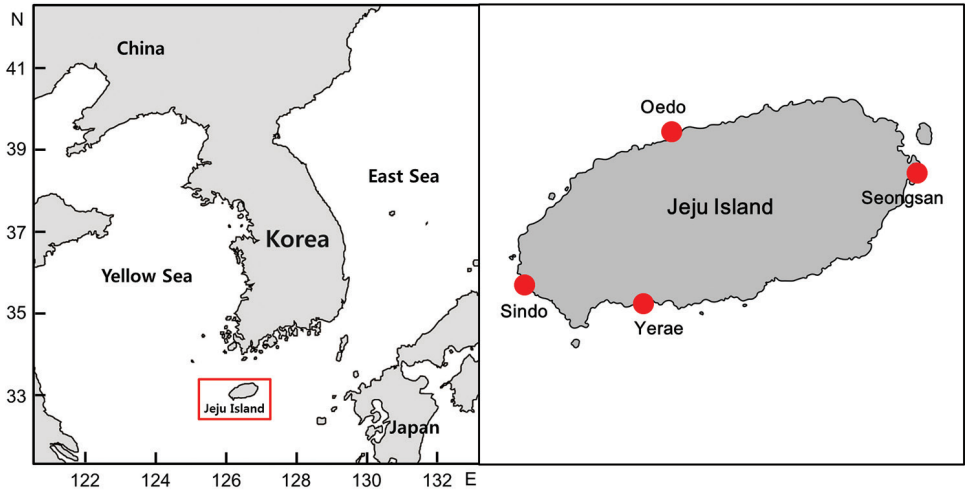 N
China
41
39
East Sea
37
Korea
Yellow Sea
35
33
Jeju Island
Japan
122
124
126
128
130
132
E
Oedo
Seongsan
Jeju Island
Sindo
Yerae